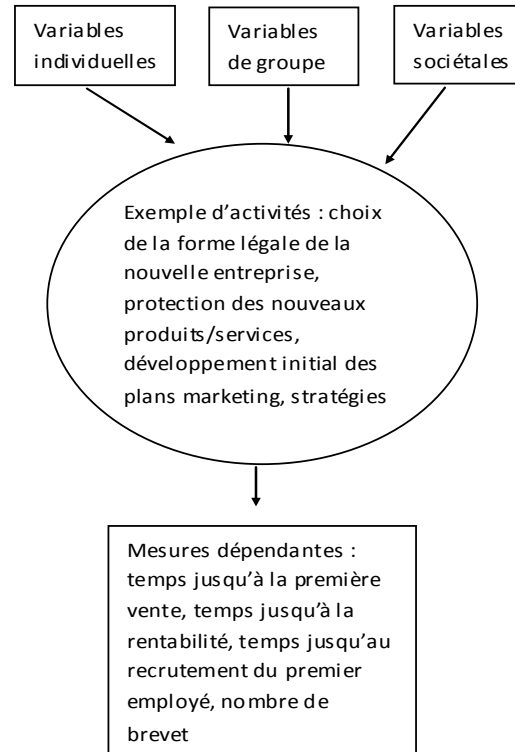 Variables
individuelles
Variables
de groupe
Variables
sociétales
Exemple d’activités : choix
de la forme légale de la
nouvelle entreprise,
protection des nouveaux
produits/services,
développement initial des
plans marketing, stratégies
Mesures dépendantes :
temps jusqu’à la première
vente, temps jusqu’à la
rentabilité, temps jusqu’au
recrutement du premier
employé, nombre de
brevet